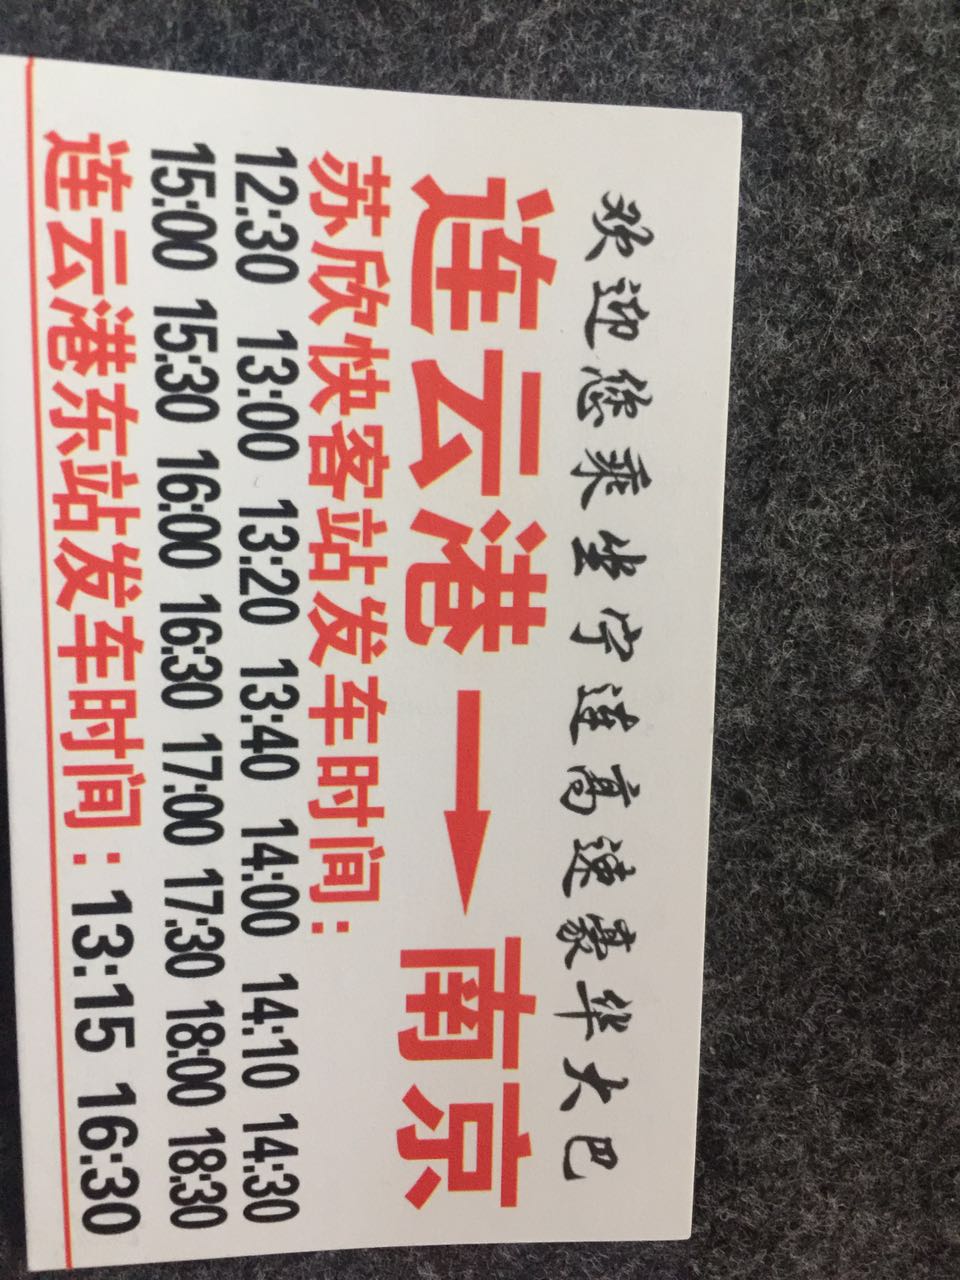 欢迎您乘坐宁连高速豪华大巴
连云港→南京
苏欣快客站发车时间：
12:30 13:00 13:20 13:40 14:00 14:10 14:30
15:00 15:30 16:00 16:30 17:00 17:30 18:00 18:30
连云港东站发车时间：13:15 16:30